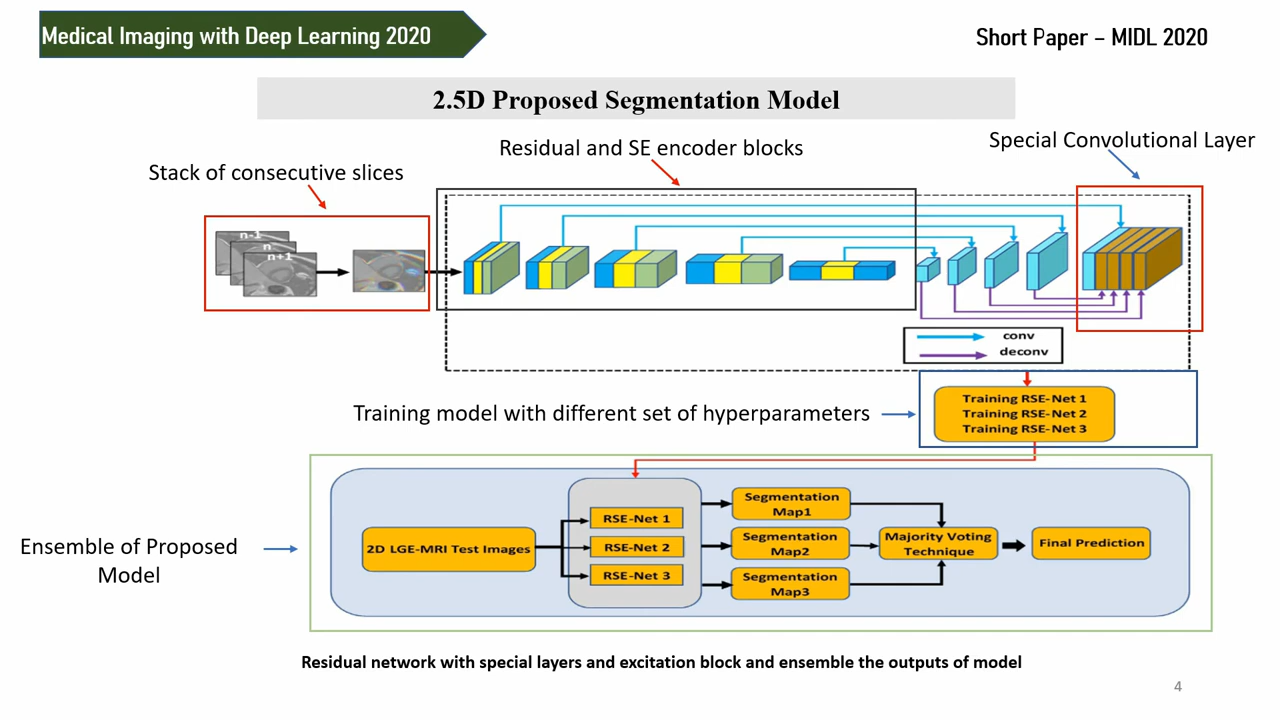 Medical Imaging with Deep Learning 2020
Short Paper – MIDL 2020
2.5D Proposed Segmentation Model
Residual and SE encoder blocks
Special Convolutional Layer
Stack of consecutive slices
n-1
n
n+1
conv
deconv
Training model with different set of hyperparameters
Training RSE-Net 1
Training RSE-Net 2
Training RSE-Net 3
Ensemble of Proposed
Model
2D LGE-MRI Test Images
RSE-Net 1
RSE-Net 2
RSE-Net 3
Segmentation
Map1
Segmentation
Map2
Segmentation
Map3
Majority Voting
Technique
Final Prediction
Residual network with special layers and excitation block and ensemble the outputs of model
4